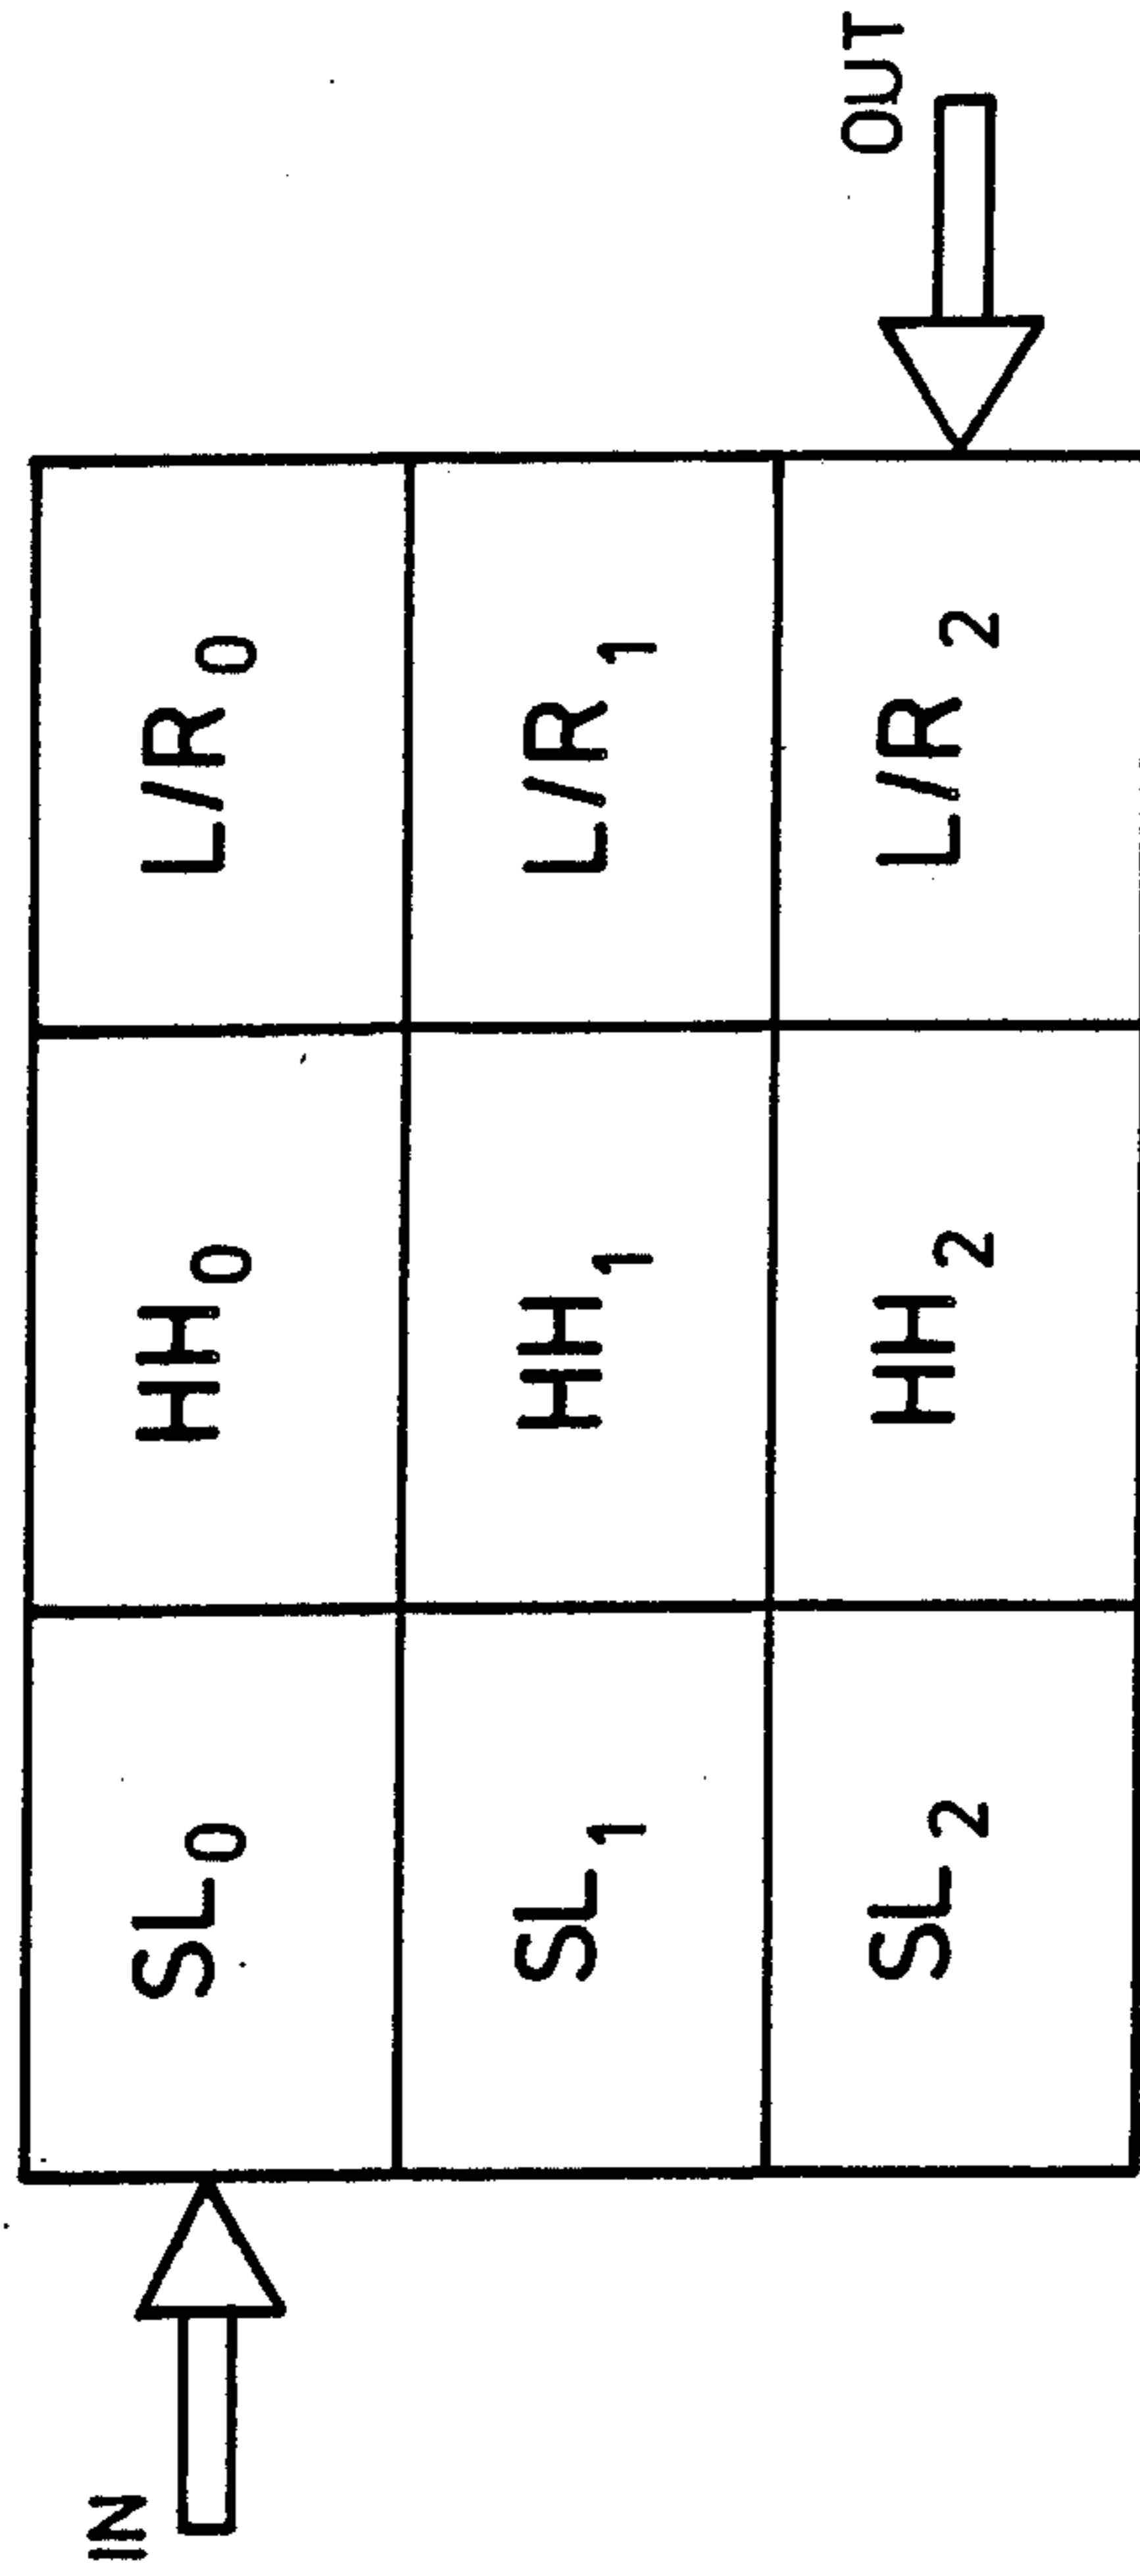 OUT
IN
SL₀ HH₀ L/R₀
SL₁ HH₁ L/R₁
SL₂ HH₂ L/R₂